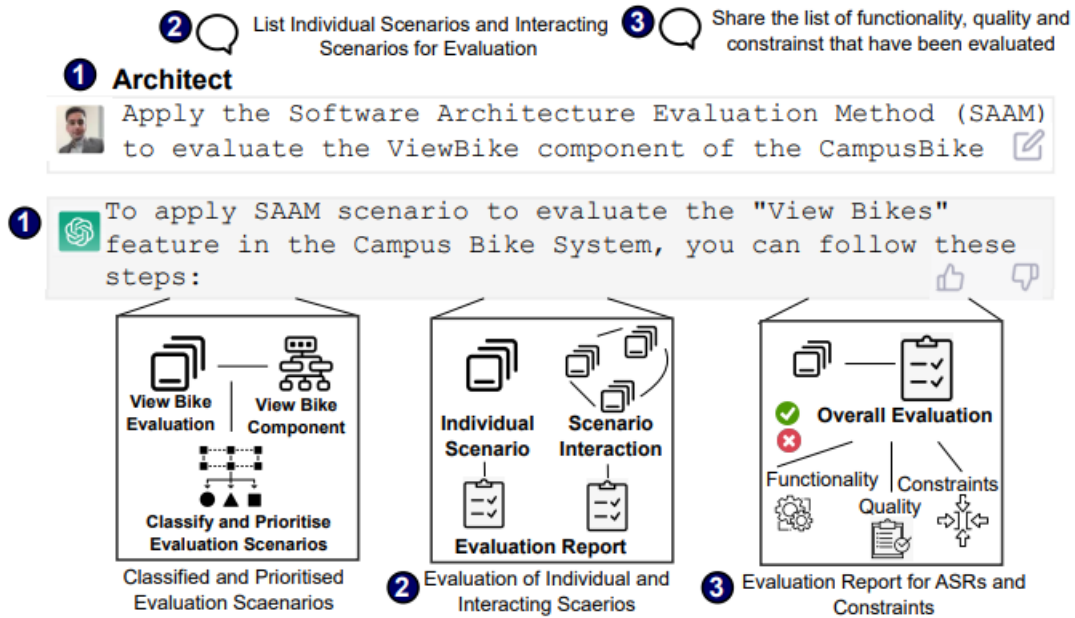 2
List Individual Scenarios and Interacting
Scenarios for Evaluation
3
Share the list of functionality, quality and
constrainst that have been evaluated
1 Architect
Apply the Software Architecture Evaluation Method (SAAM)
to evaluate the ViewBike component of the CampusBike
1
To apply SAAM scenario to evaluate the "View Bikes"
feature in the Campus Bike System, you can follow these
steps:
View Bike
Evaluation
View Bike
Component
Classify and Prioritise
Evaluation Scenarios
Classified and Prioritised
Evaluation Scaenarios
Individual
Scenario
Scenario
Interaction
Evaluation Report
2 Evaluation of Individual and
Interacting Scaerios
Overall Evaluation
Functionality
Quality
Constraints
3 Evaluation Report for ASRs and
Constraints